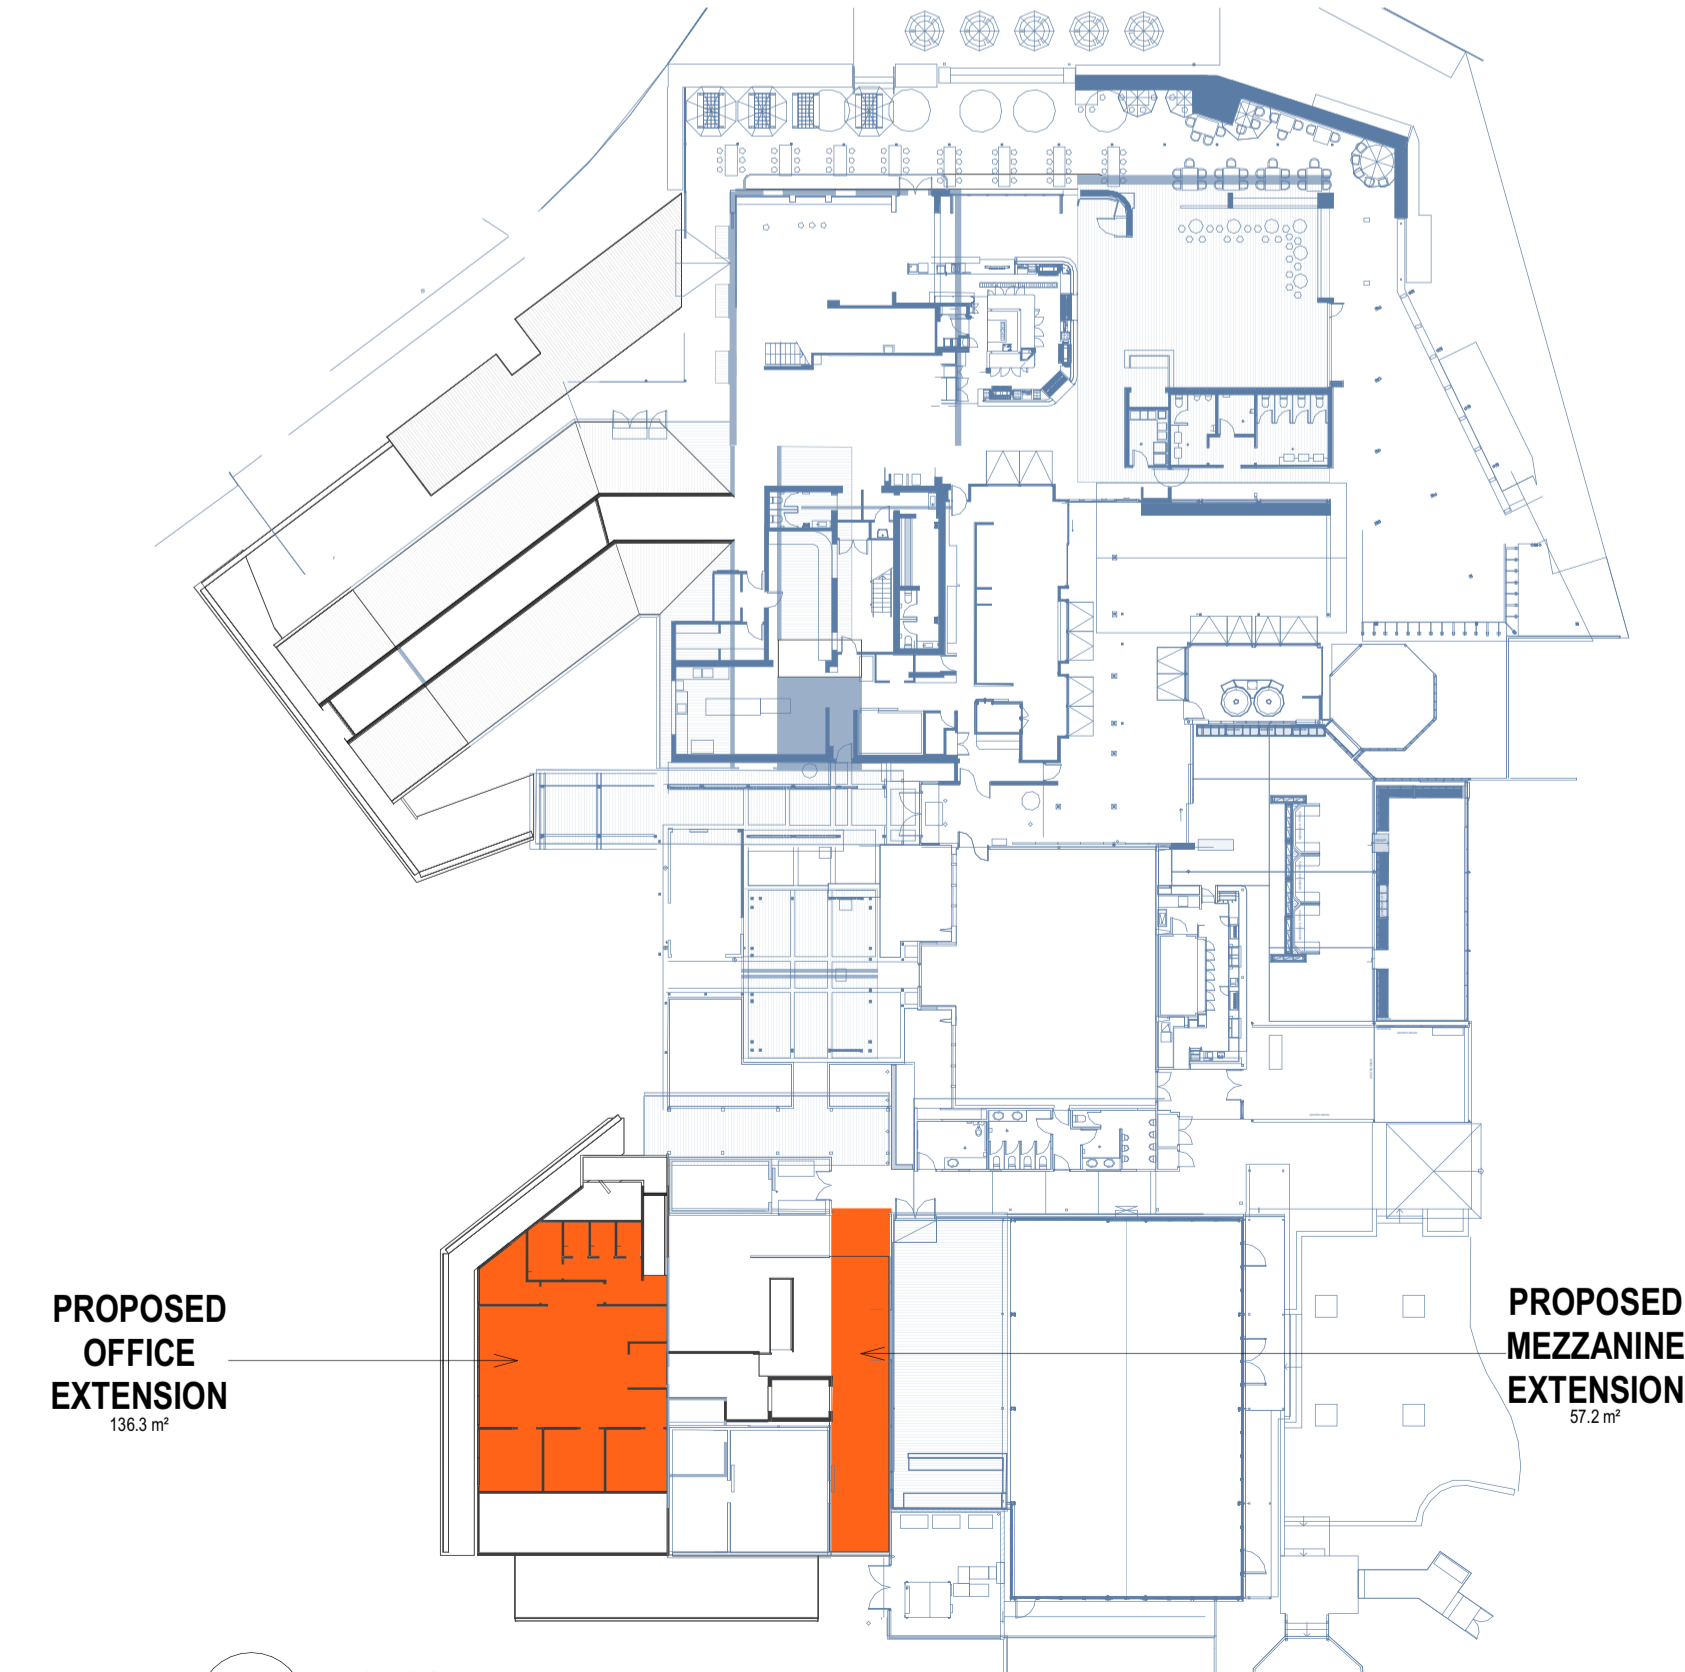 PROPOSED
OFFICE
EXTENSION
136.3 m²
PROPOSED
MEZZANINE
EXTENSION
57.2 m²